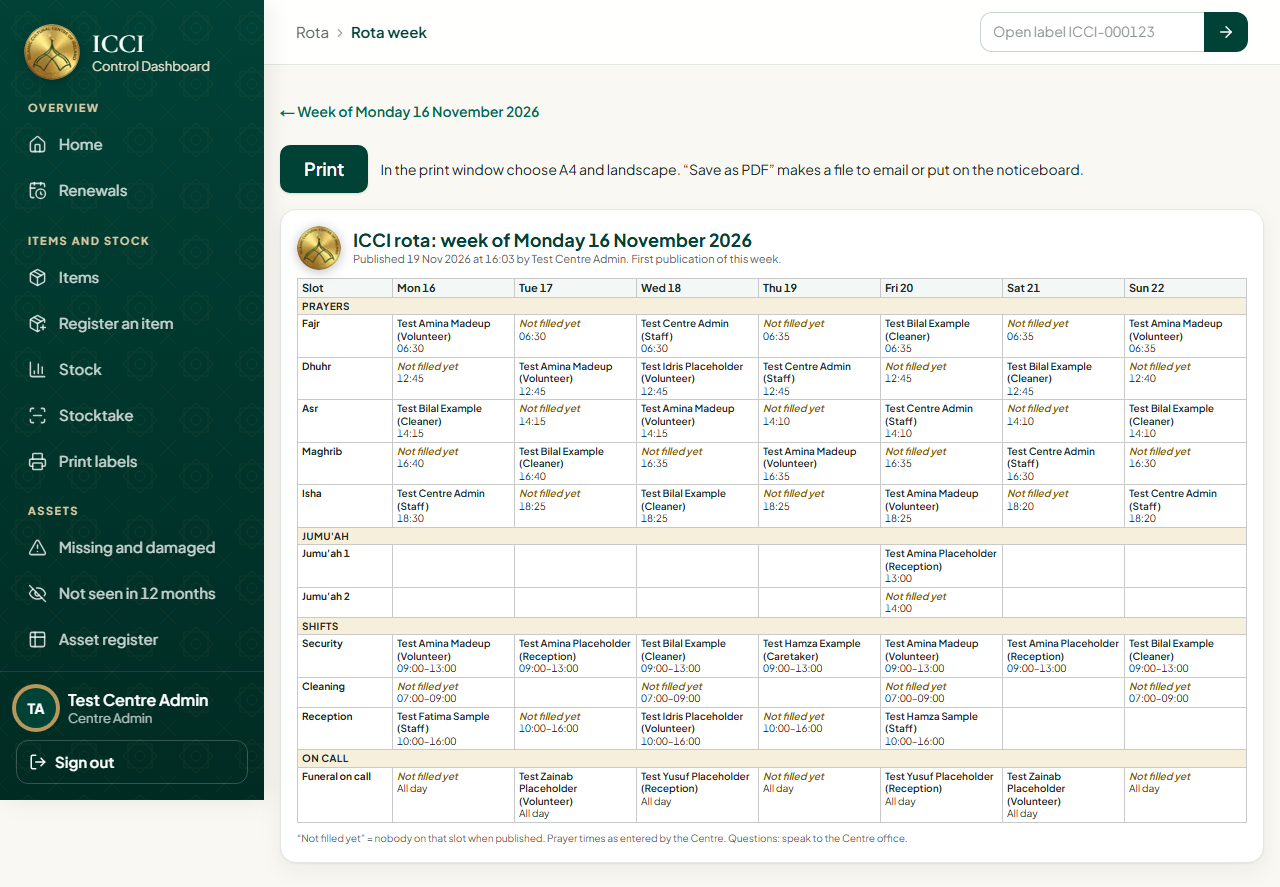 ICCI
Control Dashboard
OVERVIEW
Home
Renewals
ITEMS AND STOCK
Items
Register an item
Stock
Stocktake
Print labels
ASSETS
Missing and damaged
Not seen in 12 months
Asset register
TA
Test Centre Admin
Centre Admin
Sign out
Rota › Rota week
Open label ICCI-000123
← Week of Monday 16 November 2026
Print
In the print window choose A4 and landscape. “Save as PDF” makes a file to email or put on the noticeboard.
ICCI rota: week of Monday 16 November 2026
Published 19 Nov 2026 at 16:03 by Test Centre Admin. First publication of this week.
Slot Mon 16 Tue 17 Wed 18 Thu 19 Fri 20 Sat 21 Sun 22
PRAYERS
Fajr Test Amina Madeup Not filled yet Test Centre Admin Not filled yet Test Bilal Example Not filled yet Test Amina Madeup
(Volunteer) 06:30 (Staff) 06:35 (Cleaner) 06:35 (Volunteer)
06:30 06:30 06:35 06:35
Dhuhr Not filled yet Test Amina Madeup Test Idris Placeholder Test Centre Admin Not filled yet Test Bilal Example Not filled yet
12:45 (Volunteer) (Volunteer) (Staff) 12:45 (Cleaner) 12:40
12:45 12:45 12:45 12:45
Asr Test Bilal Example Not filled yet Test Amina Madeup Not filled yet Test Centre Admin Not filled yet Test Bilal Example
(Cleaner) 14:15 (Volunteer) 14:10 (Staff) 14:10 (Cleaner)
14:15 14:15 14:10 14:10
Maghrib Not filled yet Test Bilal Example Not filled yet Test Amina Madeup Not filled yet Test Centre Admin Not filled yet
16:40 (Cleaner) 16:35 (Volunteer) 16:35 (Staff) 16:30
16:40 16:35 16:30
Isha Test Centre Admin Not filled yet Test Bilal Example Not filled yet Test Amina Madeup Not filled yet Test Centre Admin
(Staff) 18:25 (Cleaner) 18:25 (Volunteer) 18:20 (Staff)
18:30 18:25 18:25 18:20
JUMU'AH
Jumu'ah 1 Test Amina Placeholder
(Reception)
13:00
Jumu'ah 2 Not filled yet
14:00
SHIFTS
Security Test Amina Madeup Test Amina Placeholder Test Bilal Example Test Hamza Example Test Amina Madeup Test Amina Placeholder Test Bilal Example
(Volunteer) (Reception) (Cleaner) (Caretaker) (Volunteer) (Reception) (Cleaner)
09:00–13:00 09:00–13:00 09:00–13:00 09:00–13:00 09:00–13:00 09:00–13:00 09:00–13:00
Cleaning Not filled yet Not filled yet Not filled yet Not filled yet
07:00–09:00 07:00–09:00 07:00–09:00 07:00–09:00
Reception Test Fatima Sample Not filled yet Test Idris Placeholder Not filled yet Test Hamza Sample
(Staff) 10:00–16:00 (Volunteer) 10:00–16:00 (Staff)
10:00–16:00 10:00–16:00 10:00–16:00
ON CALL
Funeral on call Not filled yet Test Zainab Test Yusuf Placeholder Not filled yet Test Yusuf Placeholder Test Zainab Not filled yet
All day Placeholder (Reception) All day (Reception) Placeholder All day
(Volunteer) All day All day (Volunteer)
All day All day
"Not filled yet" = nobody on that slot when published. Prayer times as entered by the Centre. Questions: speak to the Centre office.